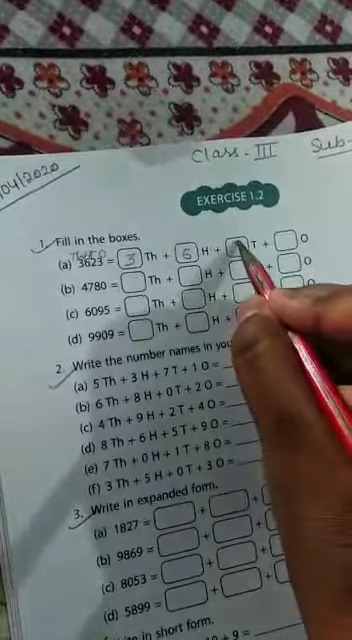 04/2020
Class - III
Sub-
EXERCISE 1.2
1. Fill in the boxes.
Th H T O
(a) 3623 = 3 Th + 6 H + T + O
(b) 4780 = Th + H + + O
(c) 6095 = Th + H + O
(d) 9909 = Th + H +
2. Write the number names in you
(a) 5 Th + 3 H + 7 T + 1 O =
(b) 6 Th + 8 H + 0 T + 2 O =
(c) 4 Th + 9 H + 2 T + 4 O =
(d) 8 Th + 6 H + 5 T + 9 O =
(e) 7 Th + 0 H + 1 T + 8 O =
(f) 3 Th + 5 H + 0 T + 3 O =
3. Write in expanded form.
(a) 1827 = + +
(b) 9869 = + +
(c) 8053 = + +
(d) 5899 = + +
in short form.
+ 9 =